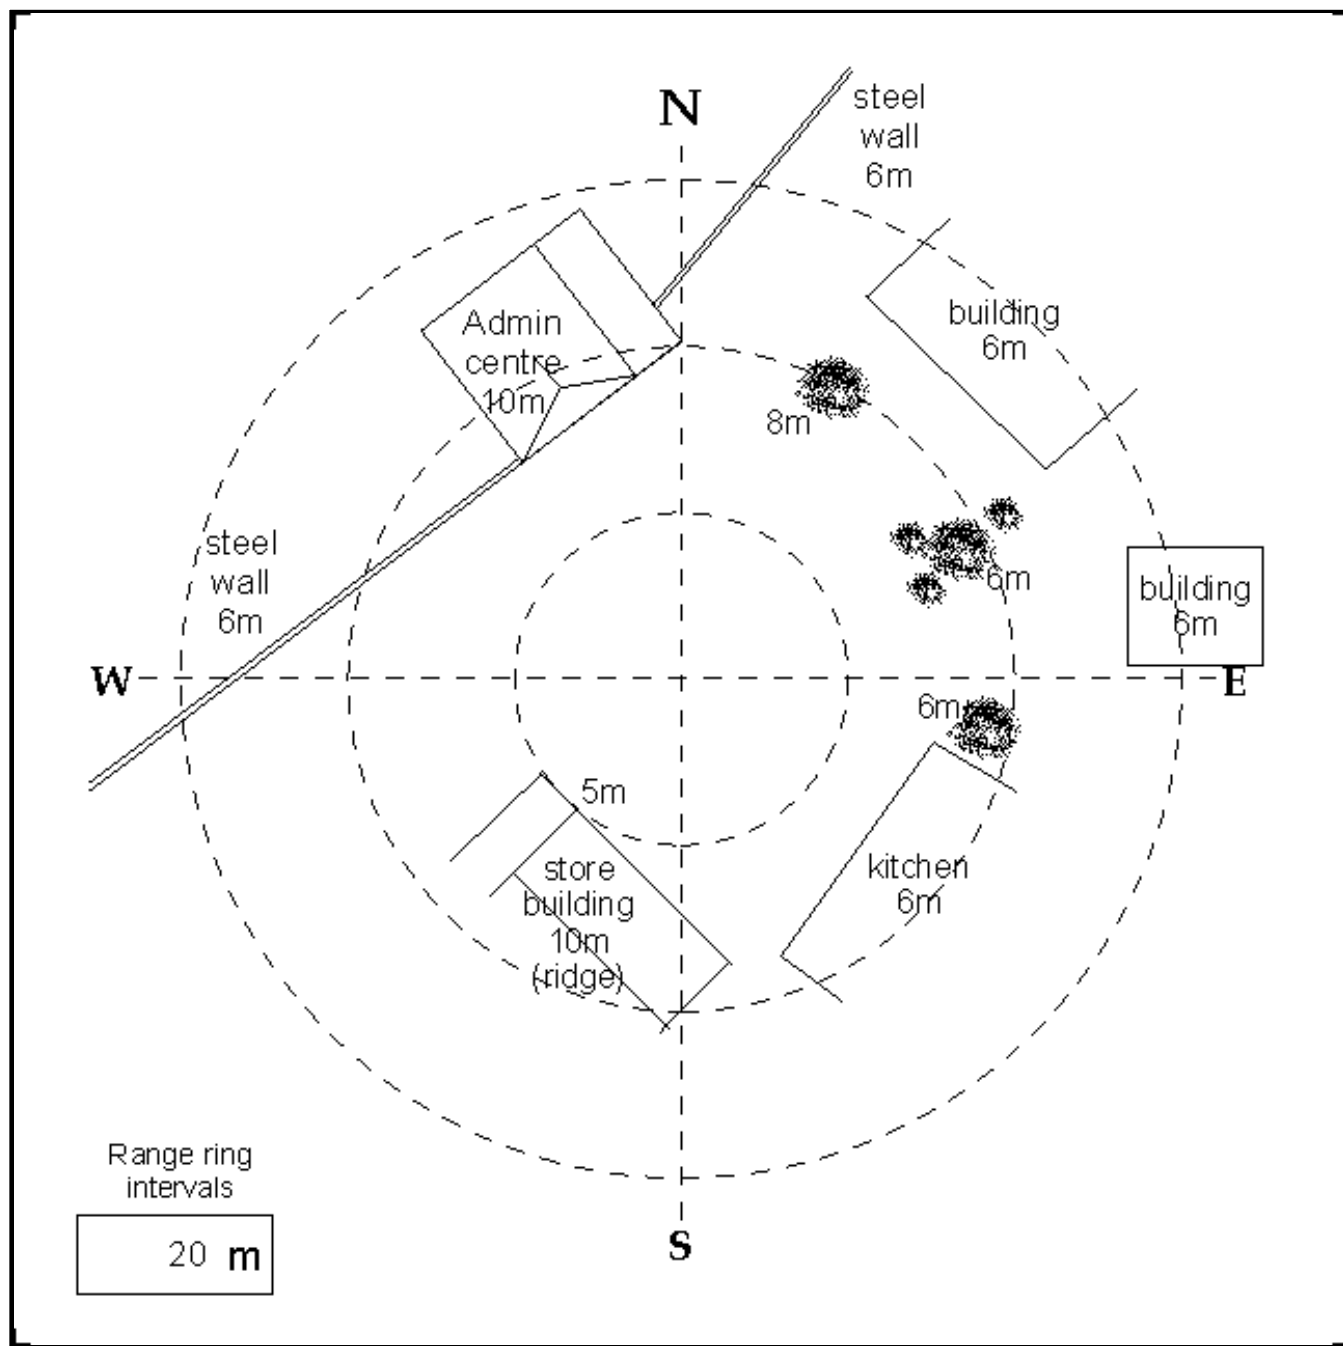 N
steel
wall
6m
Admin
centre
10m
building
6m
8m
steel
wall
6m
6m
building
6m
W
E
6m
5m
store
building
10m
(ridge)
kitchen
6m
Range ring
intervals
20 m
S